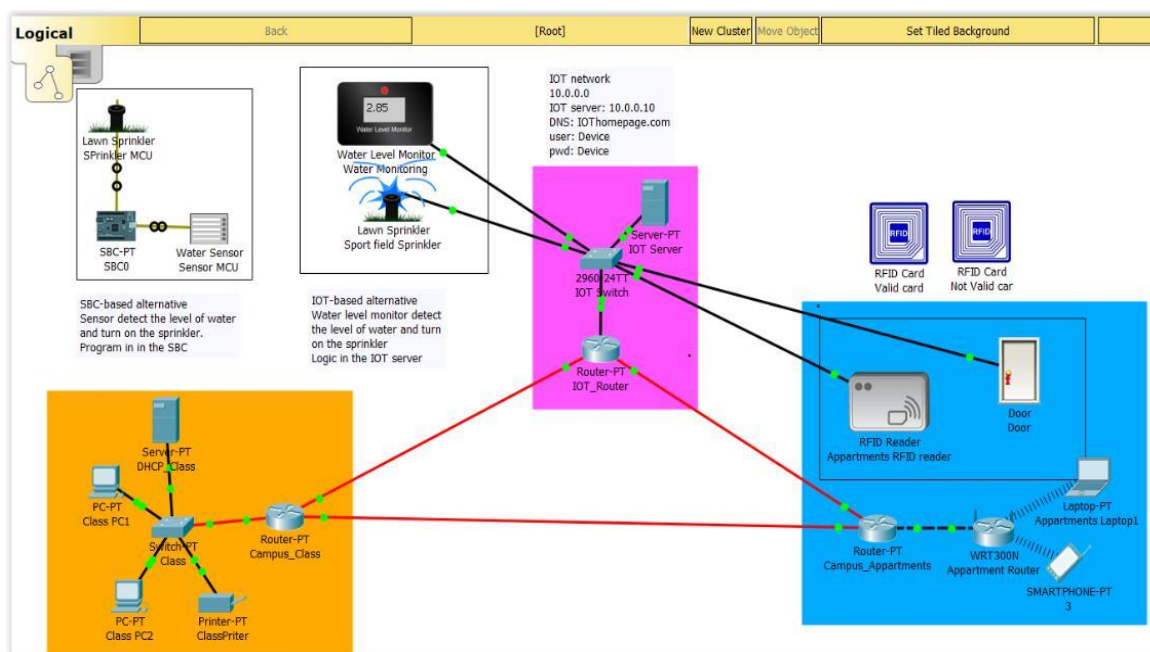 Logical
Back
[Root]
New Cluster
Move Object
Set Tiled Background
Lawn Sprinkler
SPrinkler MCU
SBC-PT
SBC0
Water Sensor
Sensor MCU
SBC-based alternative
Sensor detect the level of water
and turn on the sprinkler.
Program in in the SBC
2.85
Water Level Monitor
Water Level Monitor
Water Monitoring
Lawn Sprinkler
Sport field Sprinkler
IOT-based alternative
Water level monitor detect
the level of water and turn
on the sprinkler
Logic in the IOT server
IOT network
10.0.0.0
IOT server: 10.0.0.10
DNS: IOThomepage.com
user: Device
pwd: Device
Server-PT
IOT Server
2960-24TT
IOT Switch
Router-PT
IOT_Router
RFID
RFID Card
Valid card
RFID
RFID Card
Not Valid car
RFID Reader
Appartments RFID reader
Door
Door
Laptop-PT
Appartments Laptop1
Router-PT
Campus_Appartments
WRT300N
Appartment Router
SMARTPHONE-PT
3
Server-PT
DHCP_Class
PC-PT
Class PC1
Switch-PT
Class
Router-PT
Campus_Class
PC-PT
Class PC2
Printer-PT
ClassPriter